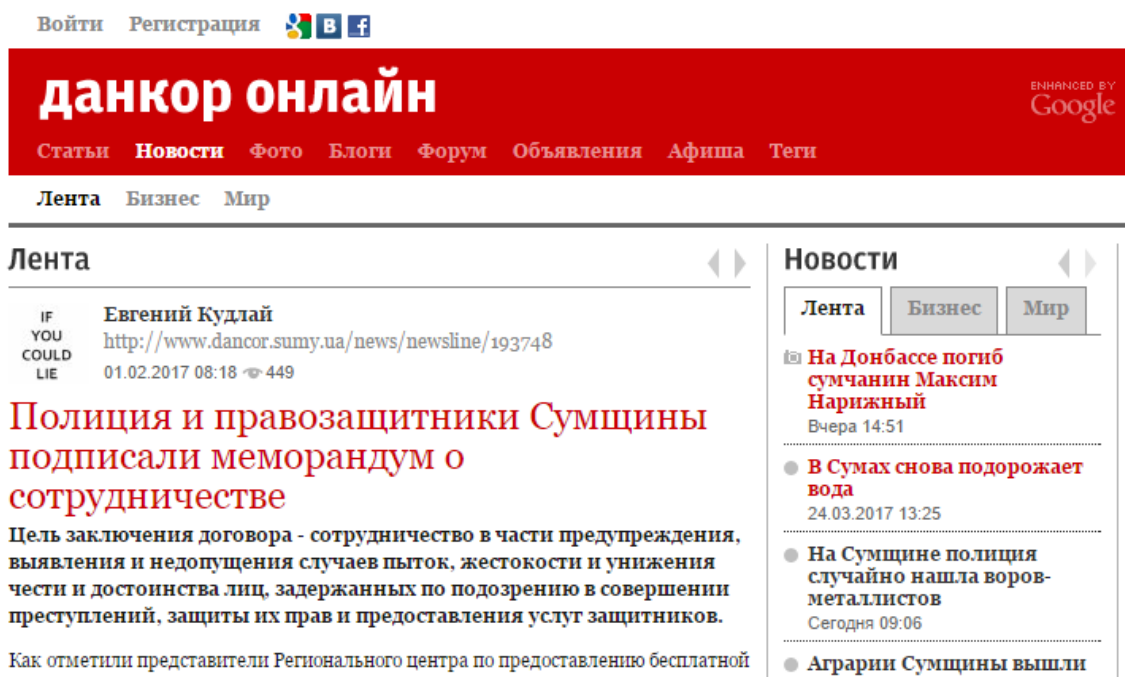 Войти Регистрация
данкор онлайн
ENHANCED BY
Google
Статьи Новости Фото Блоги Форум Объявления Афиша Теги
Лента Бизнес Мир
Лента
IF
YOU
COULD
LIE
Евгений Кудлай
http://www.dancor.sumy.ua/news/newsline/193748
01.02.2017 08:18 449
Полиция и правозащитники Сумщины
подписали меморандум о
сотрудничестве
Цель заключения договора - сотрудничество в части предупреждения,
выявления и недопущения случаев пыток, жестокости и унижения
чести и достоинства лиц, задержанных по подозрению в совершении
преступлений, защиты их прав и предоставления услуг защитников.
Как отметили представители Регионального центра по предоставлению бесплатной
Новости
Лента Бизнес Мир
На Донбассе погиб
сумчанин Максим
Нарижный
Вчера 14:51
В Сумах снова подорожает
вода
24.03.2017 13:25
На Сумщине полиция
случайно нашла воров-
металлистов
Сегодня 09:06
Аграрии Сумщины вышли